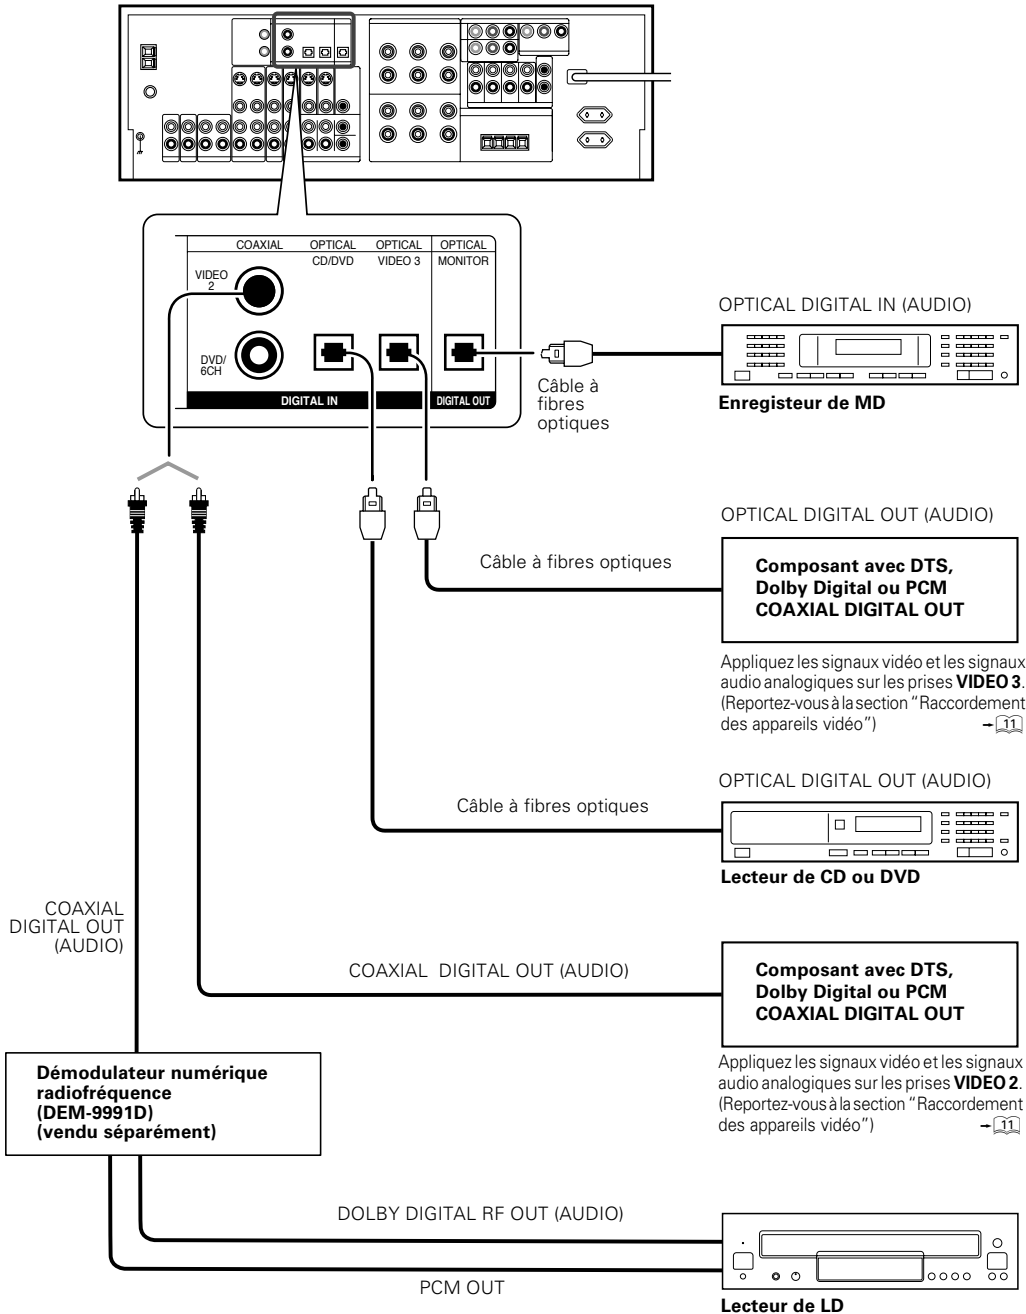 COAXIAL OPTICAL OPTICAL OPTICAL
CD/DVD VIDEO 3 MONITOR
VIDEO
2
DVD/
6CH
DIGITAL IN DIGITAL OUT
OPTICAL DIGITAL IN (AUDIO)
Enregisteur de MD
Câble à
fibres
optiques
OPTICAL DIGITAL OUT (AUDIO)
Câble à fibres optiques
Composant avec DTS,
Dolby Digital ou PCM
COAXIAL DIGITAL OUT
Appliquez les signaux vidéo et les signaux
audio analogiques sur les prises VIDEO 3.
(Reportez-vous à la section “Raccordement
des appareils vidéo”) 11
OPTICAL DIGITAL OUT (AUDIO)
Câble à fibres optiques
Lecteur de CD ou DVD
COAXIAL
DIGITAL OUT
(AUDIO)
COAXIAL DIGITAL OUT (AUDIO)
Composant avec DTS,
Dolby Digital ou PCM
COAXIAL DIGITAL OUT
Appliquez les signaux vidéo et les signaux
audio analogiques sur les prises VIDEO 2.
(Reportez-vous à la section “Raccordement
des appareils vidéo”) 11
Démodulateur numérique
radiofréquence
(DEM-9991D)
(vendu séparément)
DOLBY DIGITAL RF OUT (AUDIO)
PCM OUT
Lecteur de LD